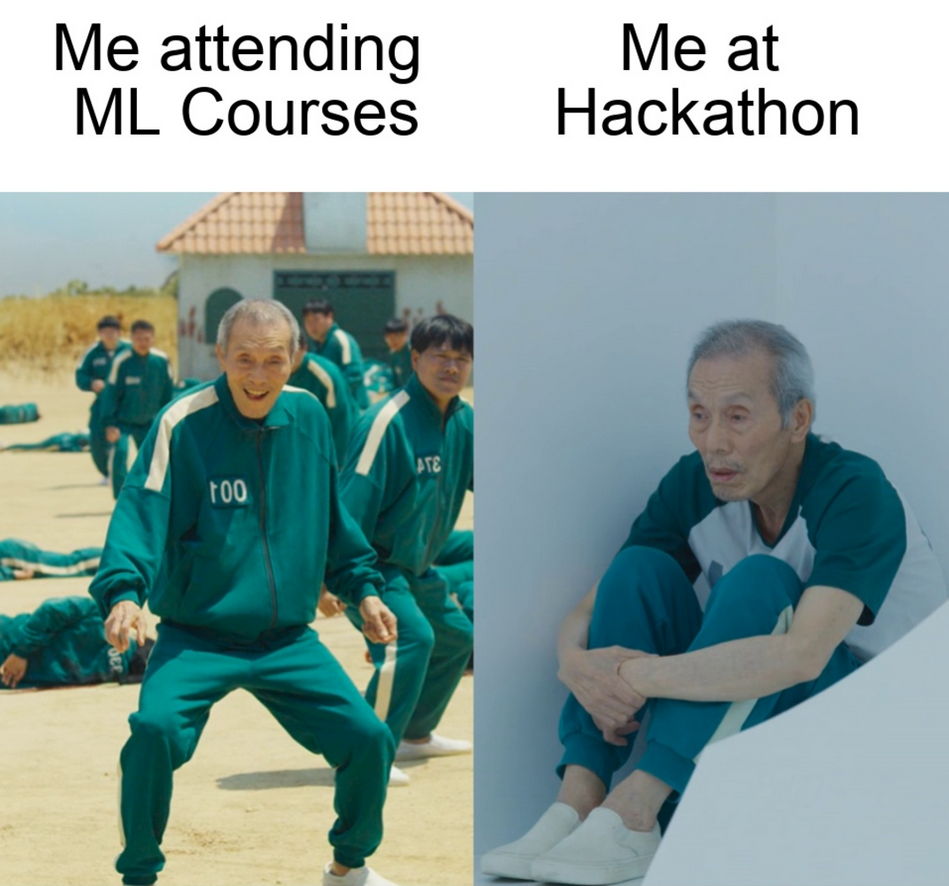 Me attending
ML Courses
Me at
Hackathon
001